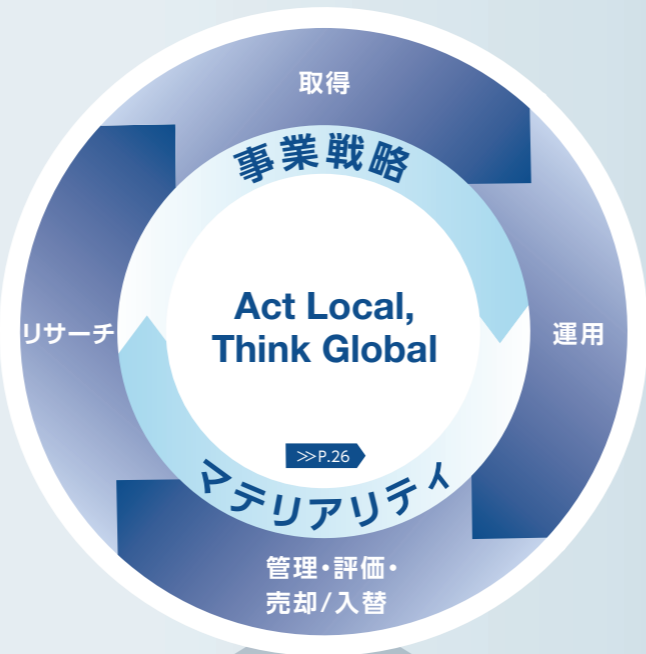 取得
事業戦略
Act Local,
Think Global
リサーチ
運用
≫P.26
マテリアリティ
管理・評価・
売却/入替